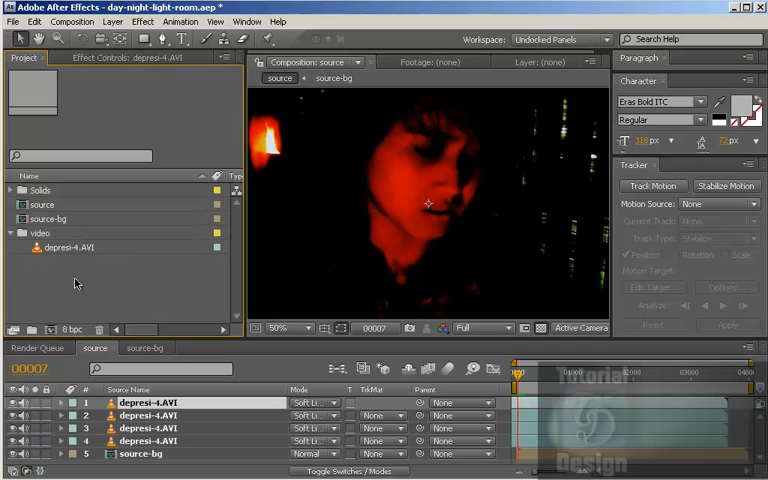 Adobe After Effects - day-night-light-room.aep *
File Edit Composition Layer Effect Animation View Window Help
Workspace: Undocked Panels Search Help
Project Effect Controls: depresi-4.AVI
Composition: source Footage: (none) Layer: (none)
source source-bg
Paragraph
Character
Eras Bold ITC
Regular
310 px 72 px
Tracker
Track Motion Stabilize Motion
Motion Source: None
Current Track: None
Track Type: Stabilize
Position Rotation Scale
Motion Target:
Edit Target... Options...
Analyze:
Reset Apply
Name Type
Solids
source
source-bg
video
depresi-4.AVI
8 bpc
50% 00007 Full Active Camera
Render Queue source source-bg
00007
01000 03000 04000
# Source Name Mode T TrkMat Parent
1 depresi-4.AVI Soft Li... None
2 depresi-4.AVI Soft Li... None None
3 depresi-4.AVI Soft Li... None None
4 depresi-4.AVI Soft Li... None None
5 source-bg Normal None None
Toggle Switches / Modes
Tutorial
Design